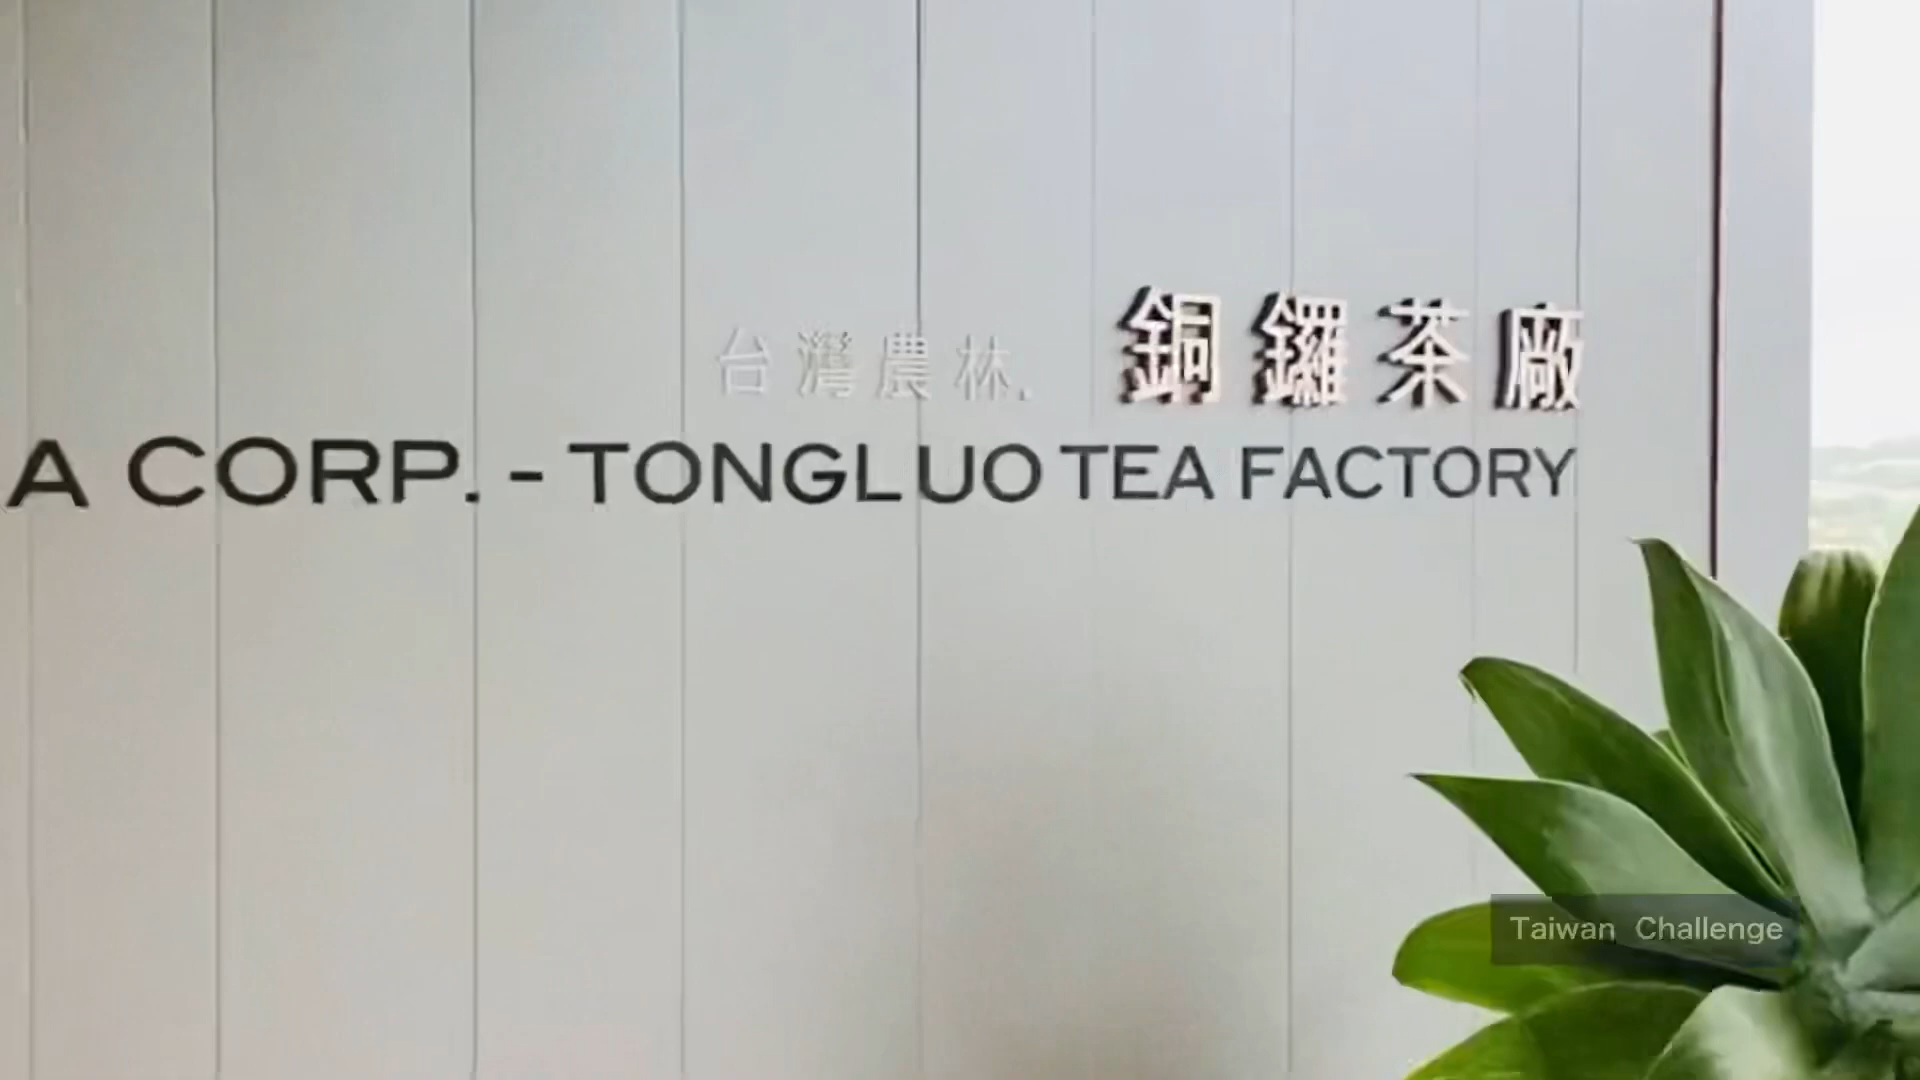 台灣農林. 銅鑼茶廠
A CORP. - TONGLUO TEA FACTORY
Taiwan Challenge